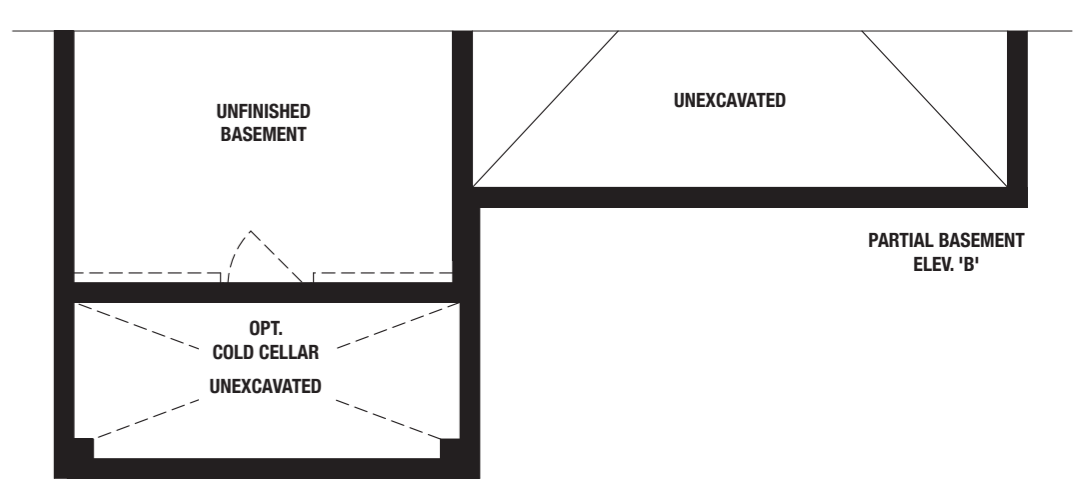 UNFINISHED
BASEMENT
UNEXCAVATED
PARTIAL BASEMENT
ELEV. 'B'
OPT.
COLD CELLAR
UNEXCAVATED